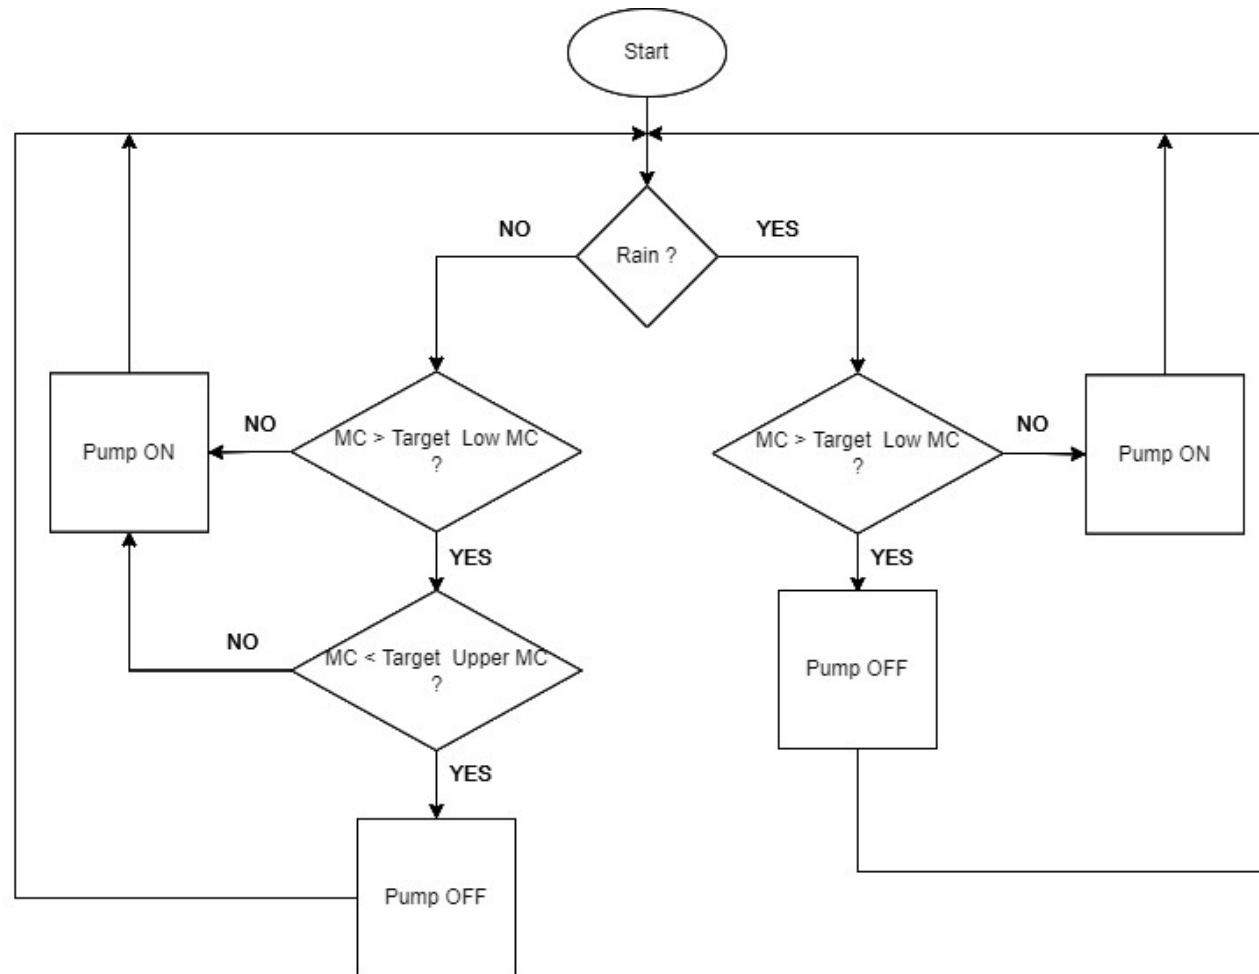 Start
NO
YES
Rain ?
Pump ON
NO
MC > Target Low MC
?
MC > Target Low MC
?
NO
Pump ON
YES
YES
NO
MC < Target Upper MC
?
Pump OFF
YES
Pump OFF